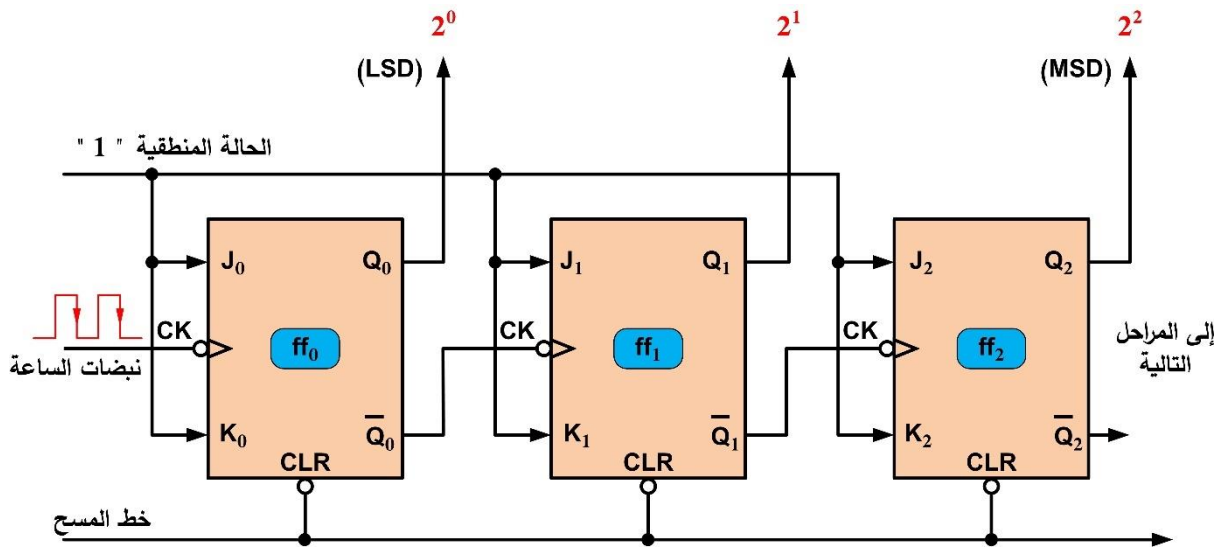 2⁰ 2¹ 2²
(LSD) (MSD)
الحالة المنطقية " 1 "
J₀ Q₀ J₁ Q₁ J₂ Q₂
CK ff₀ CK ff₁ CK ff₂
نبضات الساعة
إلى المراحل
التالية
K₀ Q̅₀ K₁ Q̅₁ K₂ Q̅₂
CLR CLR CLR
خط المسح